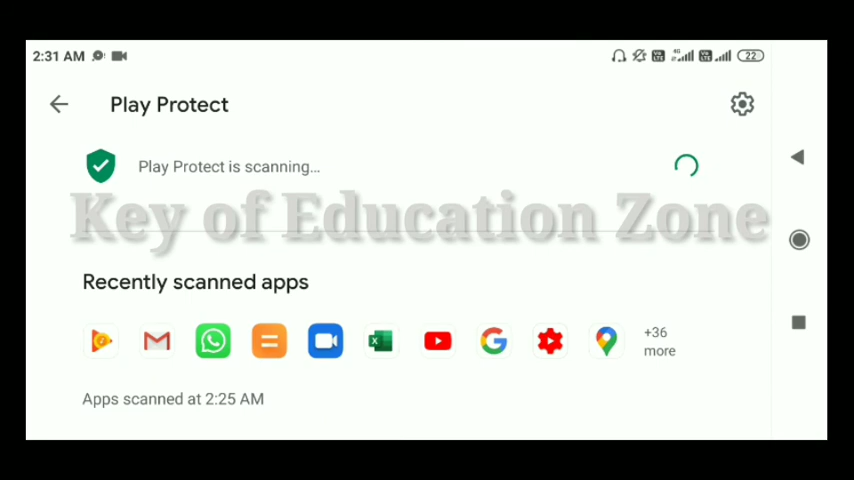 2:31 AM
22
Play Protect
Play Protect is scanning...
Key of Education Zone
Recently scanned apps
+36
more
Apps scanned at 2:25 AM